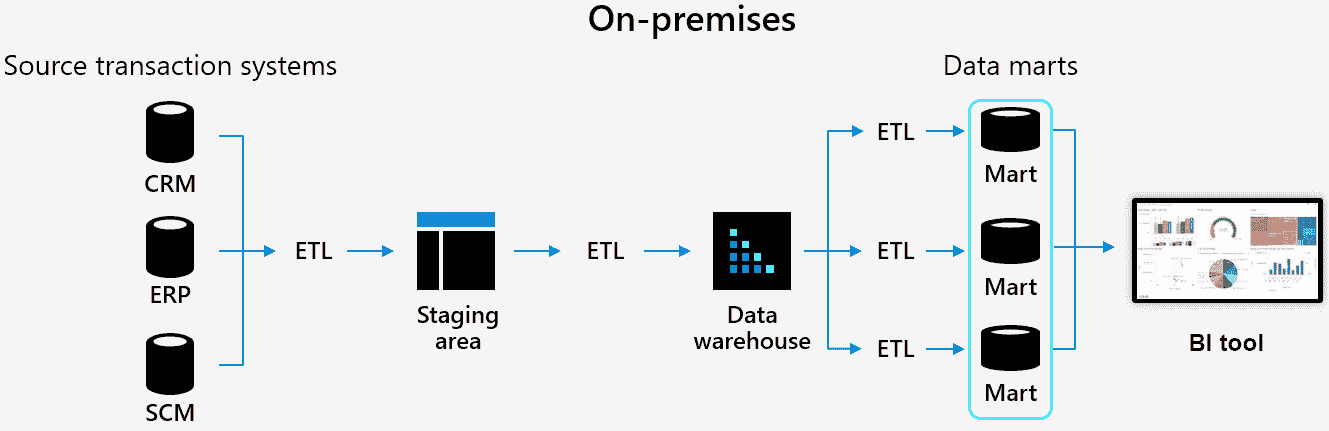 On-premises
Source transaction systems
Data marts
CRM
ERP
SCM
ETL
Staging
area
ETL
Data
warehouse
ETL
ETL
ETL
Mart
Mart
Mart
BI tool